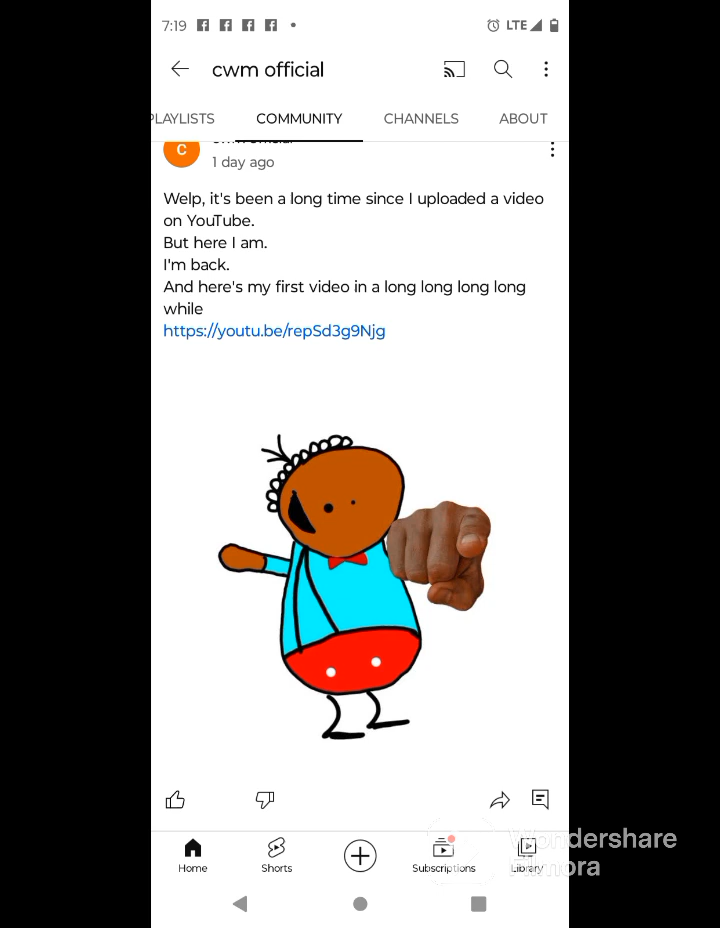 7:19
LTE
cwm official
PLAYLISTS COMMUNITY CHANNELS ABOUT
C
1 day ago
Welp, it's been a long time since I uploaded a video
on YouTube.
But here I am.
I'm back.
And here's my first video in a long long long long
while
https://youtu.be/repSd3g9Njg
Home Shorts Subscriptions Library
Wondershare
Filmora